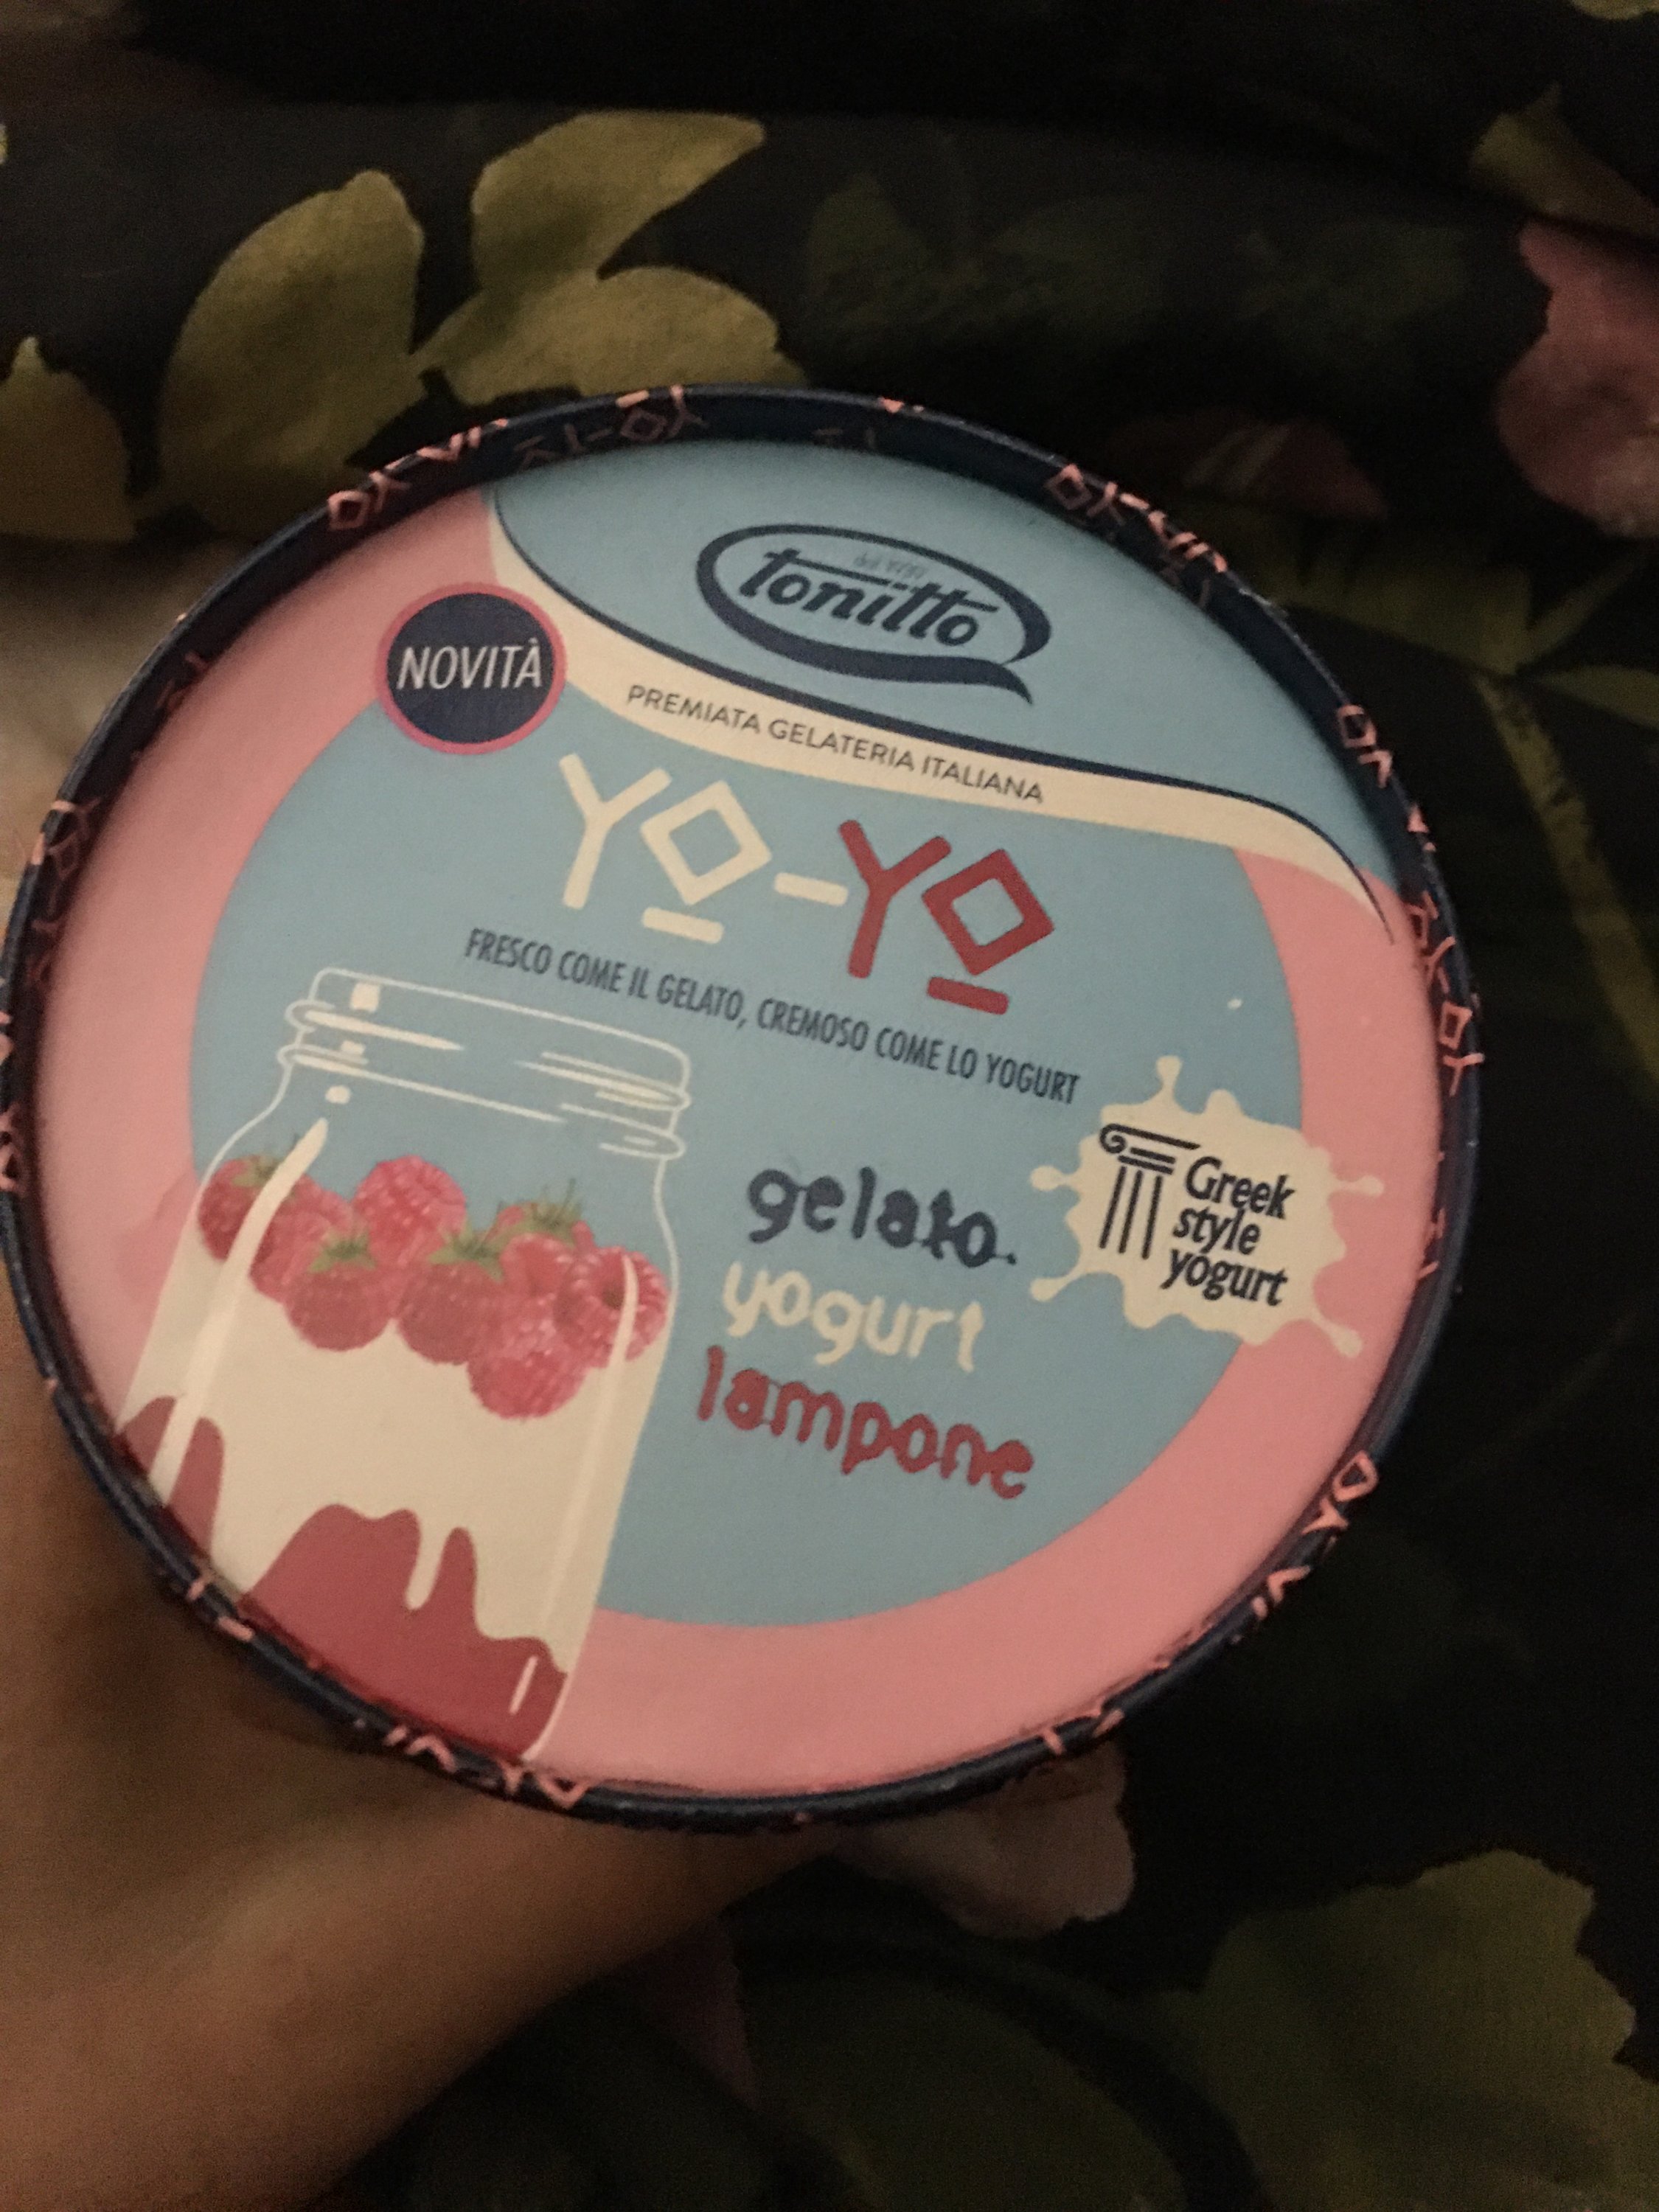 tonitto
NOVITÀ
PREMIATA GELATERIA ITALIANA
YO-YO
FRESCO COME IL GELATO, CREMOSO COME LO YOGURT
gelato
yogurt
lampone
Greek
style
yogurt